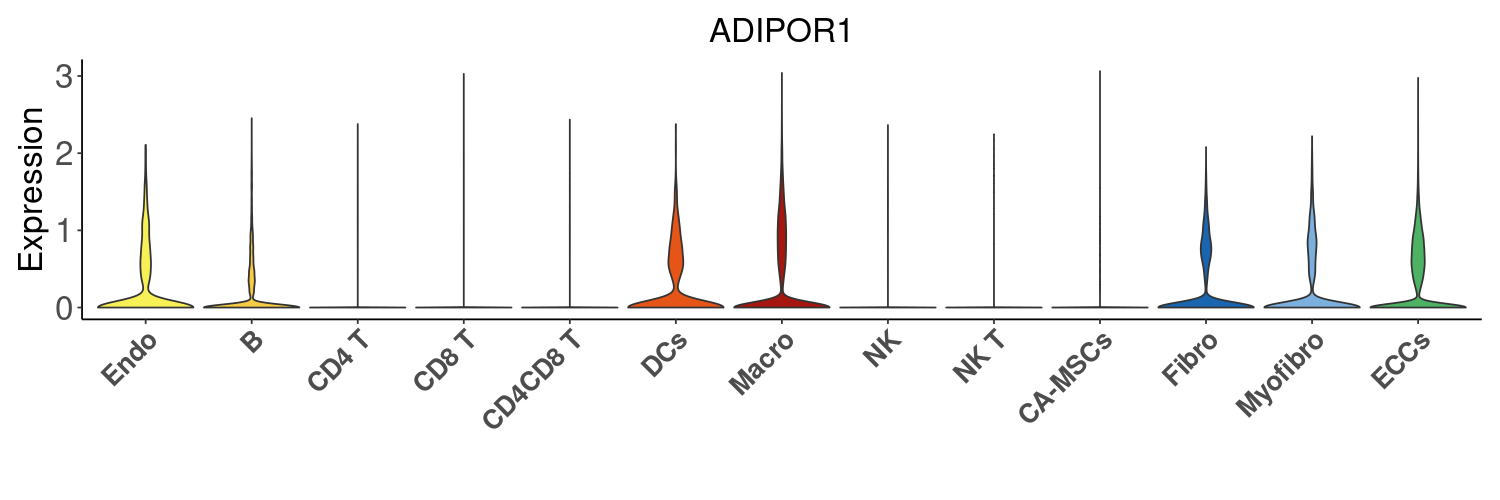 ADIPOR1
Expression
3
2
1
0
Endo
B
CD4 T
CD8 T
CD4CD8 T
DCs
Macro
NK
NK T
CA-MSCs
Fibro
Myofibro
ECCs